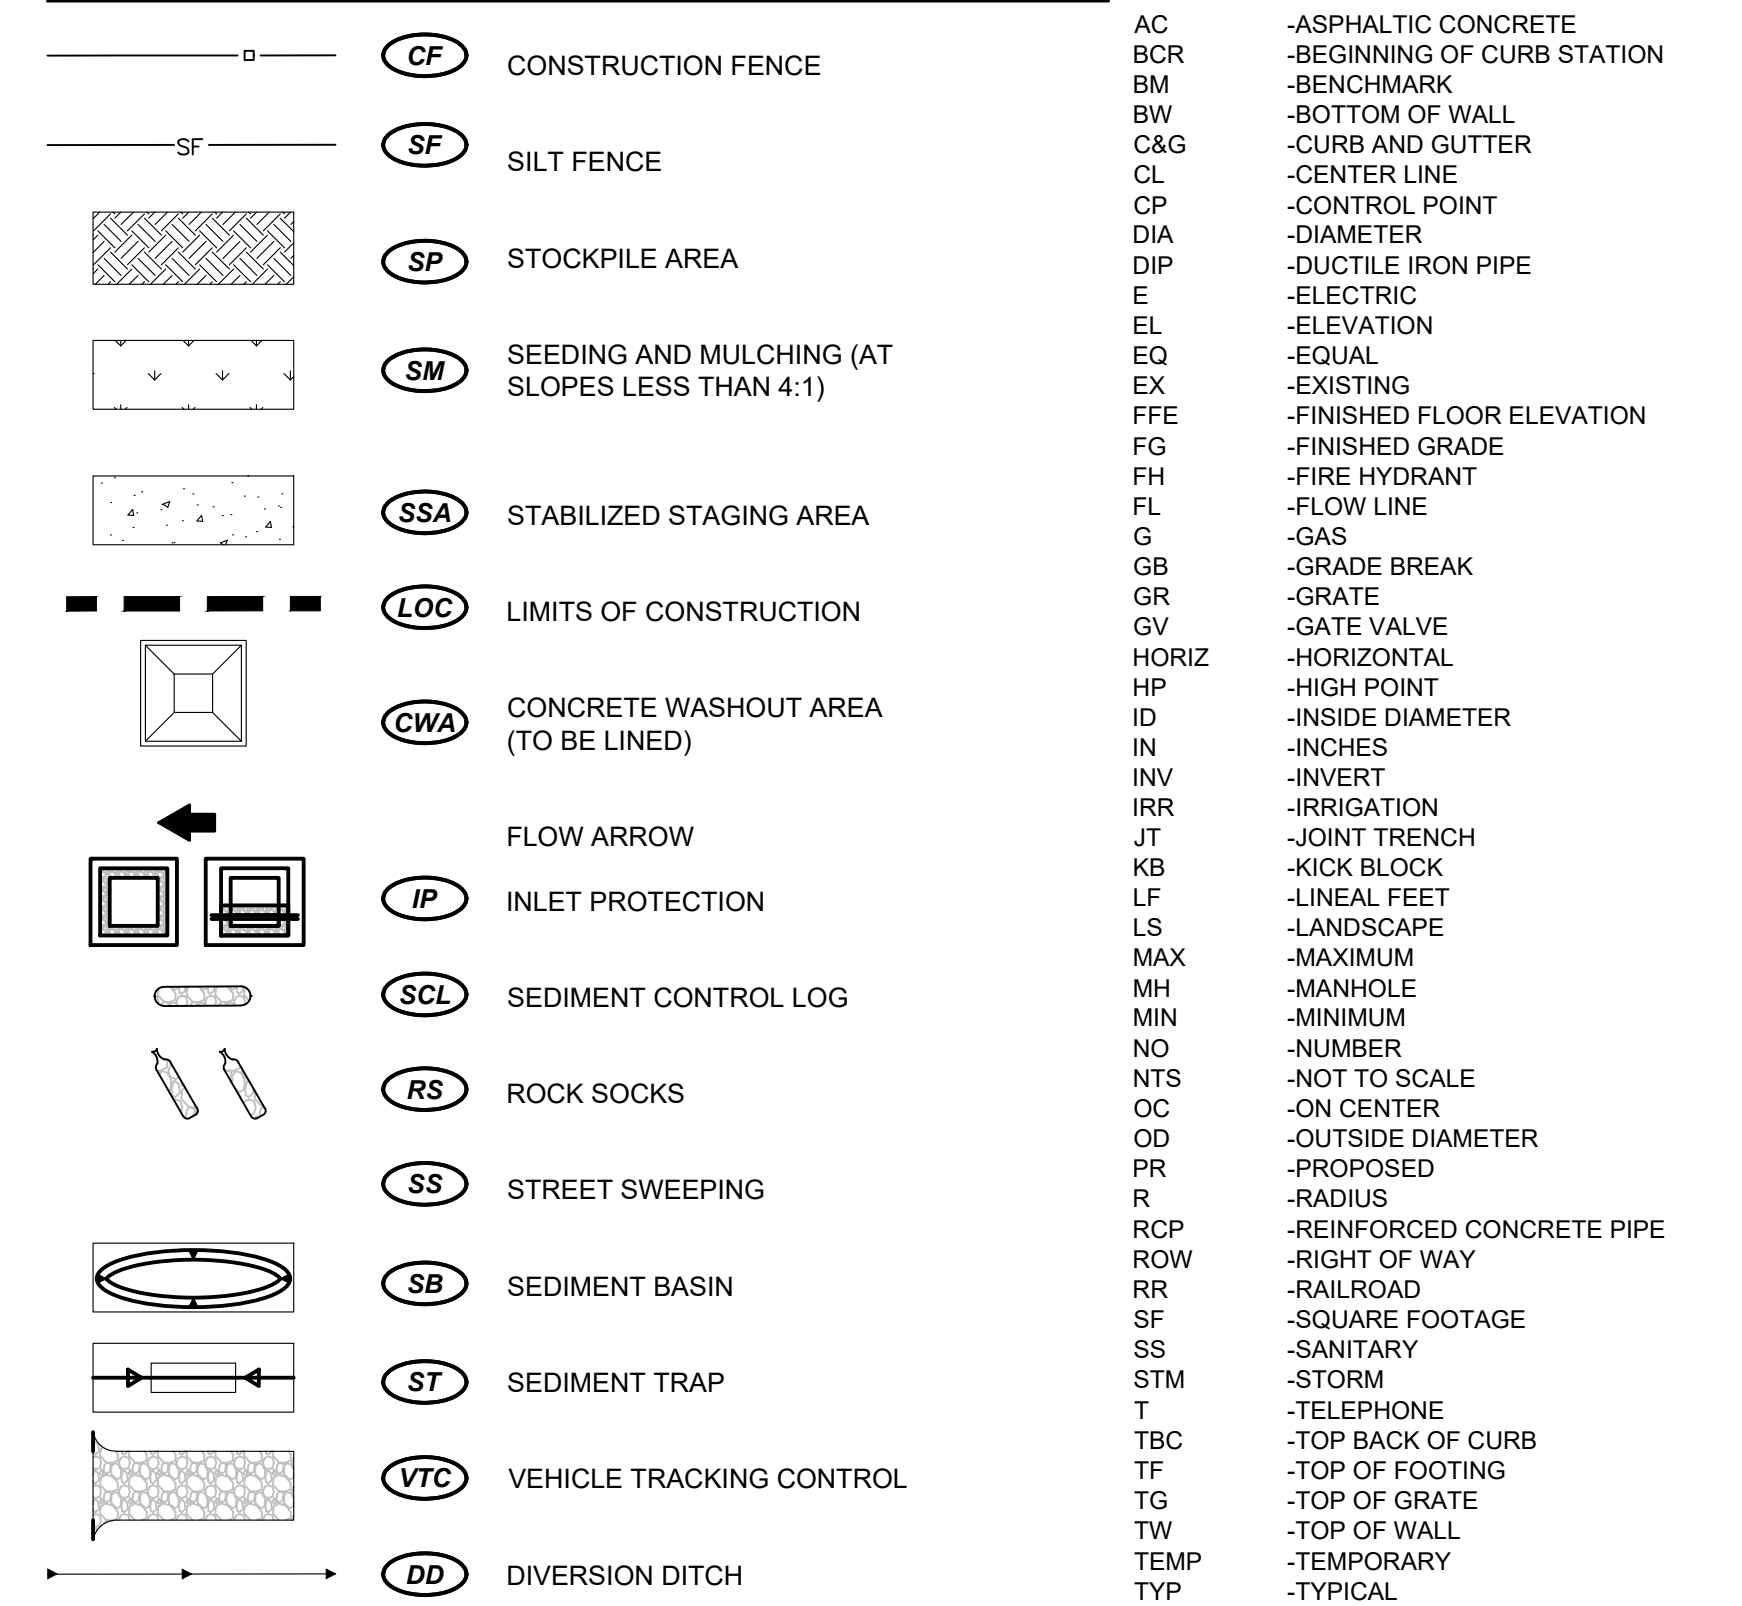 CF CONSTRUCTION FENCE
SF SF SILT FENCE
SP STOCKPILE AREA
SM SEEDING AND MULCHING (AT
SLOPES LESS THAN 4:1)
SSA STABILIZED STAGING AREA
LOC LIMITS OF CONSTRUCTION
CWA CONCRETE WASHOUT AREA
(TO BE LINED)
FLOW ARROW
IP INLET PROTECTION
SCL SEDIMENT CONTROL LOG
RS ROCK SOCKS
SS STREET SWEEPING
SB SEDIMENT BASIN
ST SEDIMENT TRAP
VTC VEHICLE TRACKING CONTROL
DD DIVERSION DITCH
AC -ASPHALTIC CONCRETE
BCR -BEGINNING OF CURB STATION
BM -BENCHMARK
BW -BOTTOM OF WALL
C&G -CURB AND GUTTER
CL -CENTER LINE
CP -CONTROL POINT
DIA -DIAMETER
DIP -DUCTILE IRON PIPE
E -ELECTRIC
EL -ELEVATION
EQ -EQUAL
EX -EXISTING
FFE -FINISHED FLOOR ELEVATION
FG -FINISHED GRADE
FH -FIRE HYDRANT
FL -FLOW LINE
G -GAS
GB -GRADE BREAK
GR -GRATE
GV -GATE VALVE
HORIZ -HORIZONTAL
HP -HIGH POINT
ID -INSIDE DIAMETER
IN -INCHES
INV -INVERT
IRR -IRRIGATION
JT -JOINT TRENCH
KB -KICK BLOCK
LF -LINEAL FEET
LS -LANDSCAPE
MAX -MAXIMUM
MH -MANHOLE
MIN -MINIMUM
NO -NUMBER
NTS -NOT TO SCALE
OC -ON CENTER
OD -OUTSIDE DIAMETER
PR -PROPOSED
R -RADIUS
RCP -REINFORCED CONCRETE PIPE
ROW -RIGHT OF WAY
RR -RAILROAD
SF -SQUARE FOOTAGE
SS -SANITARY
STM -STORM
T -TELEPHONE
TBC -TOP BACK OF CURB
TF -TOP OF FOOTING
TG -TOP OF GRATE
TW -TOP OF WALL
TEMP -TEMPORARY
TYP -TYPICAL